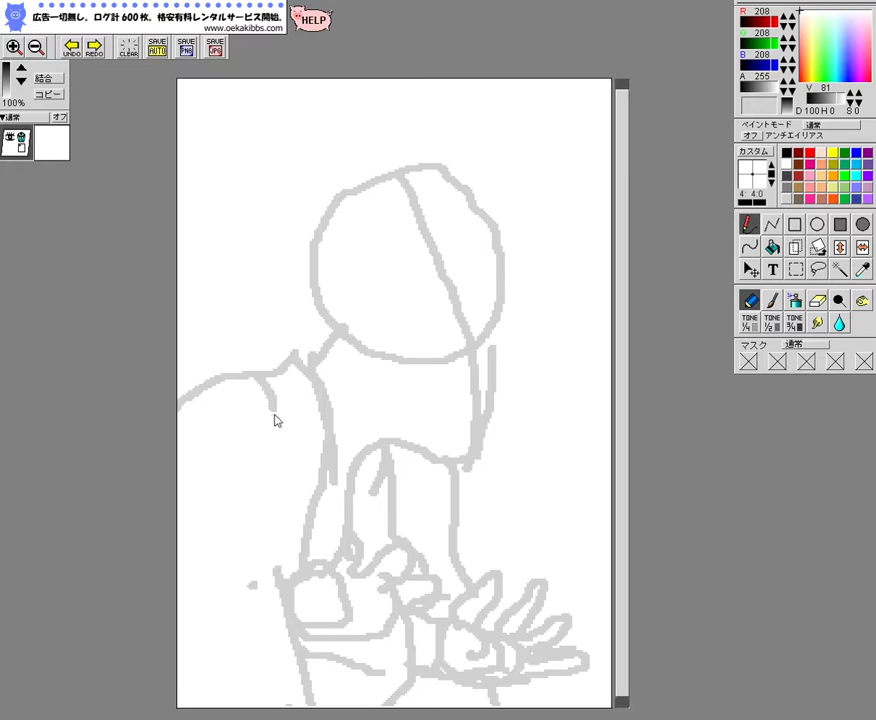 広告一切無し。ログ計600枚。格安有料レンタルサービス開始。
www.oekakibbs.com
HELP
UNDO
REDO
CLEAR
SAVE AUTO
SAVE PNG
SAVE JPG
100%
結合
コピー
▼通常
オフ
R 208
G 208
B 208
A 255
V 81
D100 H0 S 0
ペイントモード
通常
オフ
アンチエイリアス
カスタム
4: 4:0
T
TONE 1/4
TONE 1/2
TONE 3/4
マスク
通常